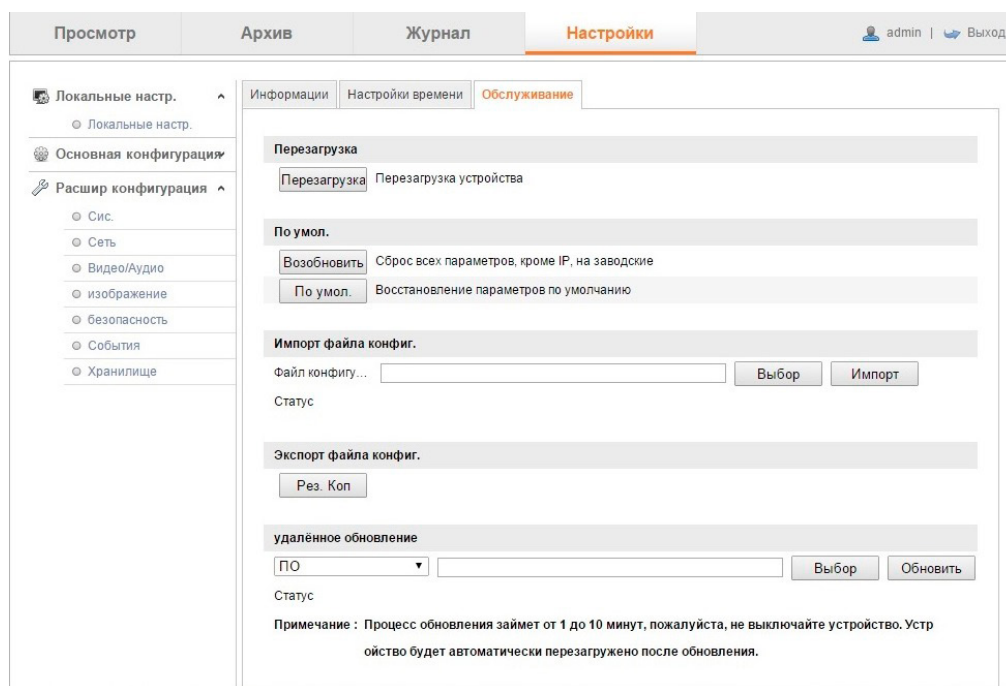 Просмотр Архив Журнал Настройки admin | Выход
Локальные настр.
Локальные настр.
Основная конфигурация
Расшир конфигурация
Сис.
Сеть
Видео/Аудио
изображение
безопасность
События
Хранилище
Информации Настройки времени Обслуживание
Перезагрузка
Перезагрузка Перезагрузка устройства
По умол.
Возобновить Сброс всех параметров, кроме IP, на заводские
По умол. Восстановление параметров по умолчанию
Импорт файла конфиг.
Файл конфигу... Выбор Импорт
Статус
Экспорт файла конфиг.
Рез. Коп
удалённое обновление
ПО Выбор Обновить
Статус
Примечание : Процесс обновления займет от 1 до 10 минут, пожалуйста, не выключайте устройство. Устр
ойство будет автоматически перезагружено после обновления.